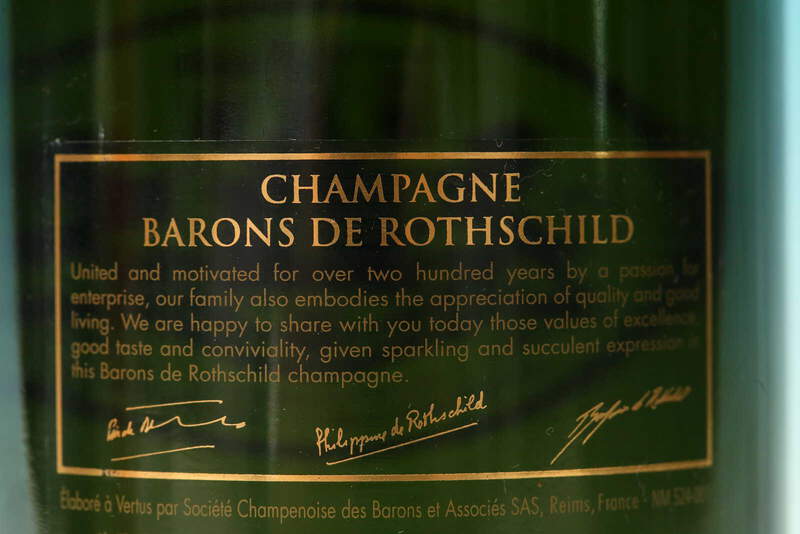 CHAMPAGNE
BARONS DE ROTHSCHILD
United and motivated for over two hundred years by a passion for
enterprise, our family also embodies the appreciation of quality and good
living. We are happy to share with you today those values of excellence,
good taste and conviviality, given sparkling and succulent expression in
this Barons de Rothschild champagne.
Philippine de Rothschild
Élaboré à Vertus par Société Champenoise des Barons et Associés SAS, Reims, France - NM 524-